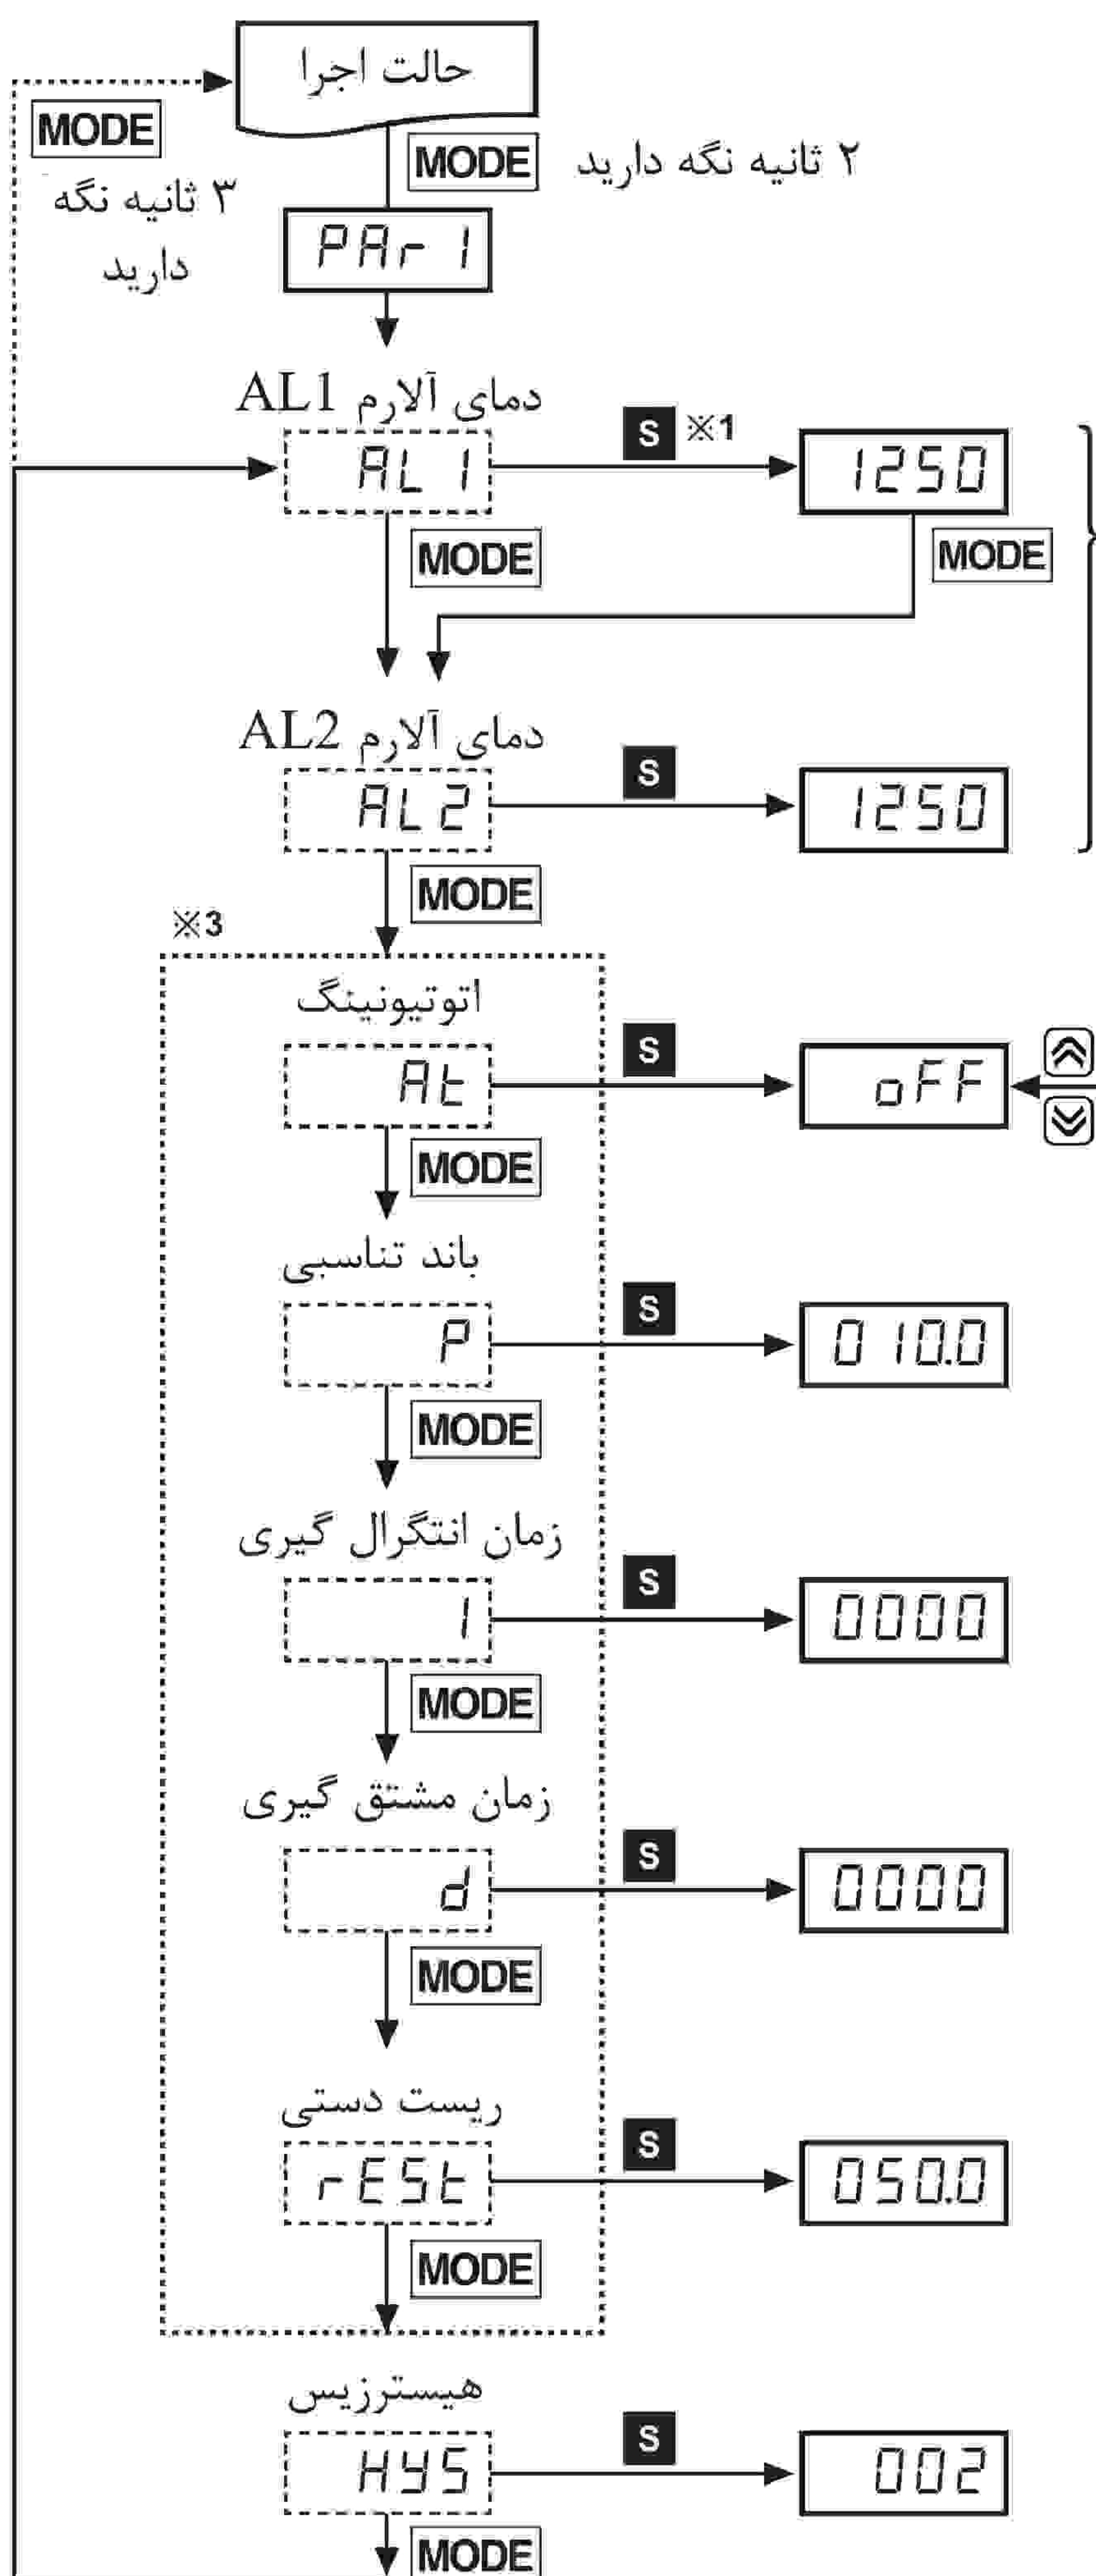 حالت اجرا
MODE
MODE
۲ ثانیه نگه دارید
۳ ثانیه نگه
دارید
PAr 1
دمای آلارم AL1
AL 1
S ※1
1250
MODE
MODE
دمای آلارم AL2
AL2
S
1250
MODE
※3
اتوتیونینگ
At
S
oFF
MODE
باند تناسبی
P
S
010.0
MODE
زمان انتگرال گیری
I
S
0000
MODE
زمان مشتق گیری
d
S
0000
MODE
ریست دستی
rESt
S
050.0
MODE
هیسترزیس
HYS
S
002
MODE